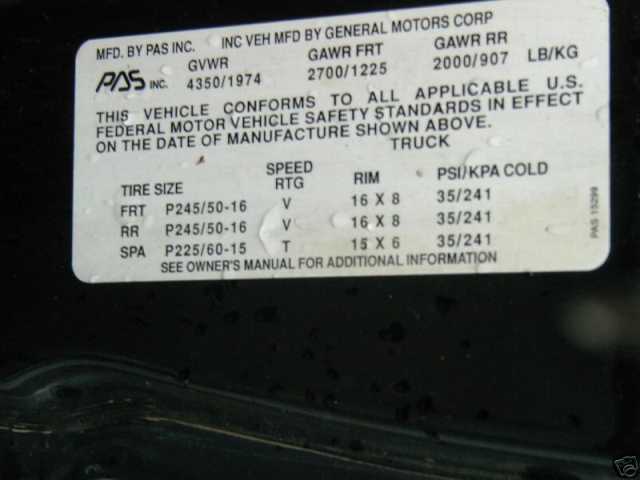 MFD. BY PAS INC. INC VEH MFD BY GENERAL MOTORS CORP
GVWR GAWR FRT GAWR RR
PAS INC. 4350/1974 2700/1225 2000/907 LB/KG
THIS VEHICLE CONFORMS TO ALL APPLICABLE U.S.
FEDERAL MOTOR VEHICLE SAFETY STANDARDS IN EFFECT
ON THE DATE OF MANUFACTURE SHOWN ABOVE.
TRUCK
TIRE SIZE SPEED RTG RIM PSI/KPA COLD
FRT P245/50-16 V 16 X 8 35/241
RR P245/50-16 V 16 X 8 35/241
SPA P225/60-15 T 15 X 6 35/241
SEE OWNER'S MANUAL FOR ADDITIONAL INFORMATION
PAS 15299